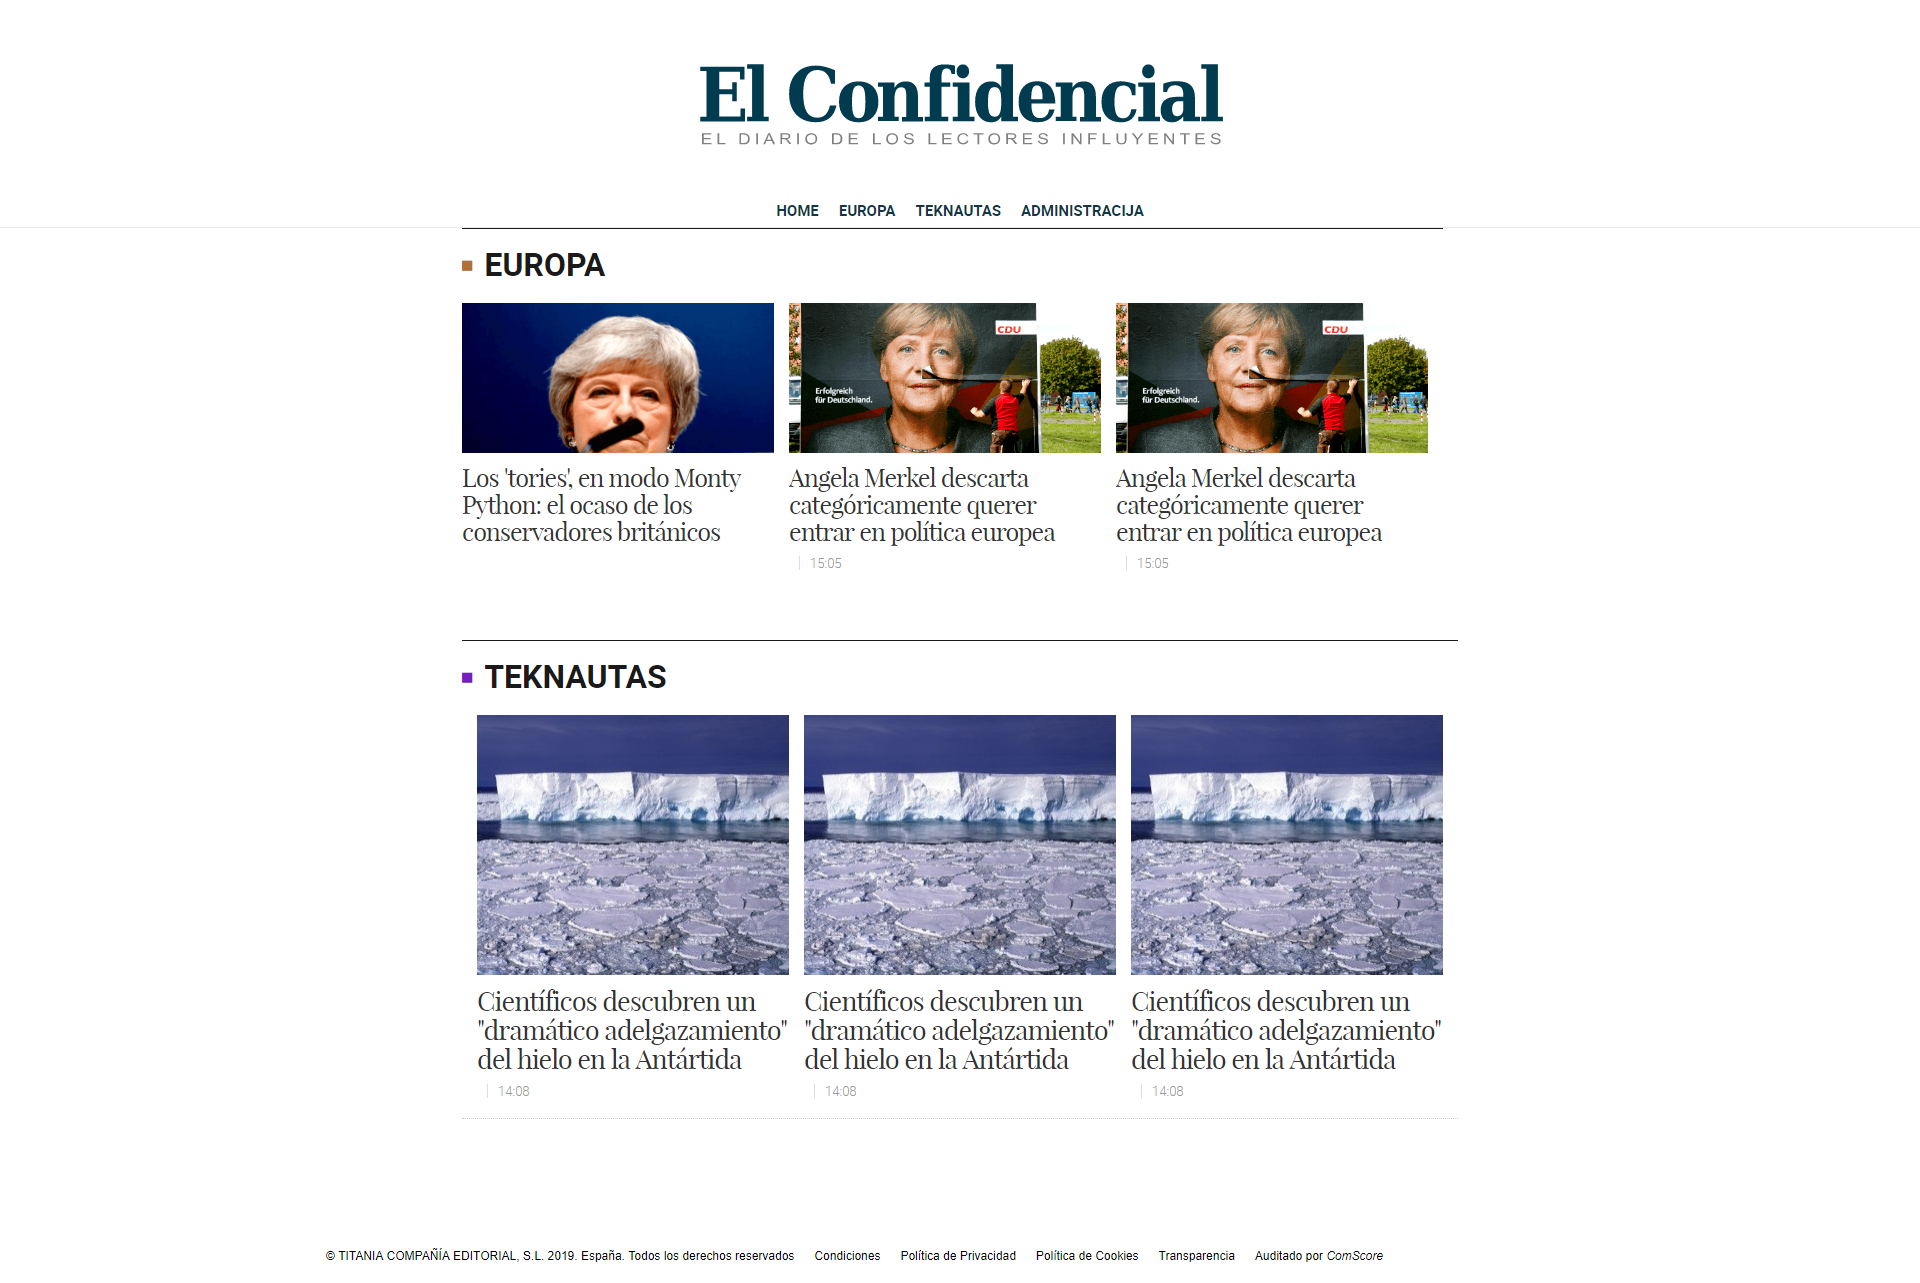 El Confidencial
EL DIARIO DE LOS LECTORES INFLUYENTES
HOME EUROPA TEKNAUTAS ADMINISTRACIJA
EUROPA
CDU
Erfolgreich
für Deutschland.
CDU
Erfolgreich
für Deutschland.
Los 'tories', en modo Monty
Python: el ocaso de los
conservadores británicos
Angela Merkel descarta
categóricamente querer
entrar en política europea
15:05
Angela Merkel descarta
categóricamente querer
entrar en política europea
15:05
TEKNAUTAS
Científicos descubren un
"dramático adelgazamiento"
del hielo en la Antártida
14:08
Científicos descubren un
"dramático adelgazamiento"
del hielo en la Antártida
14:08
Científicos descubren un
"dramático adelgazamiento"
del hielo en la Antártida
14:08
© TITANIA COMPAÑÍA EDITORIAL, S.L. 2019. España. Todos los derechos reservados Condiciones Política de Privacidad Política de Cookies Transparencia Auditado por ComScore